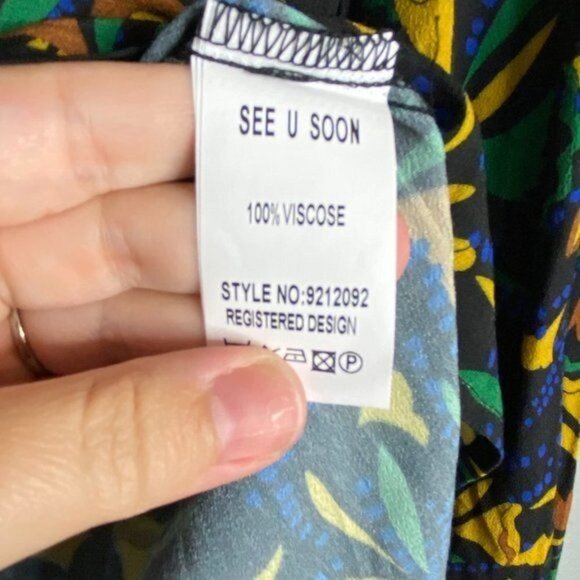 SEE U SOON
100% VISCOSE
STYLE NO:9212092
REGISTERED DESIGN
P